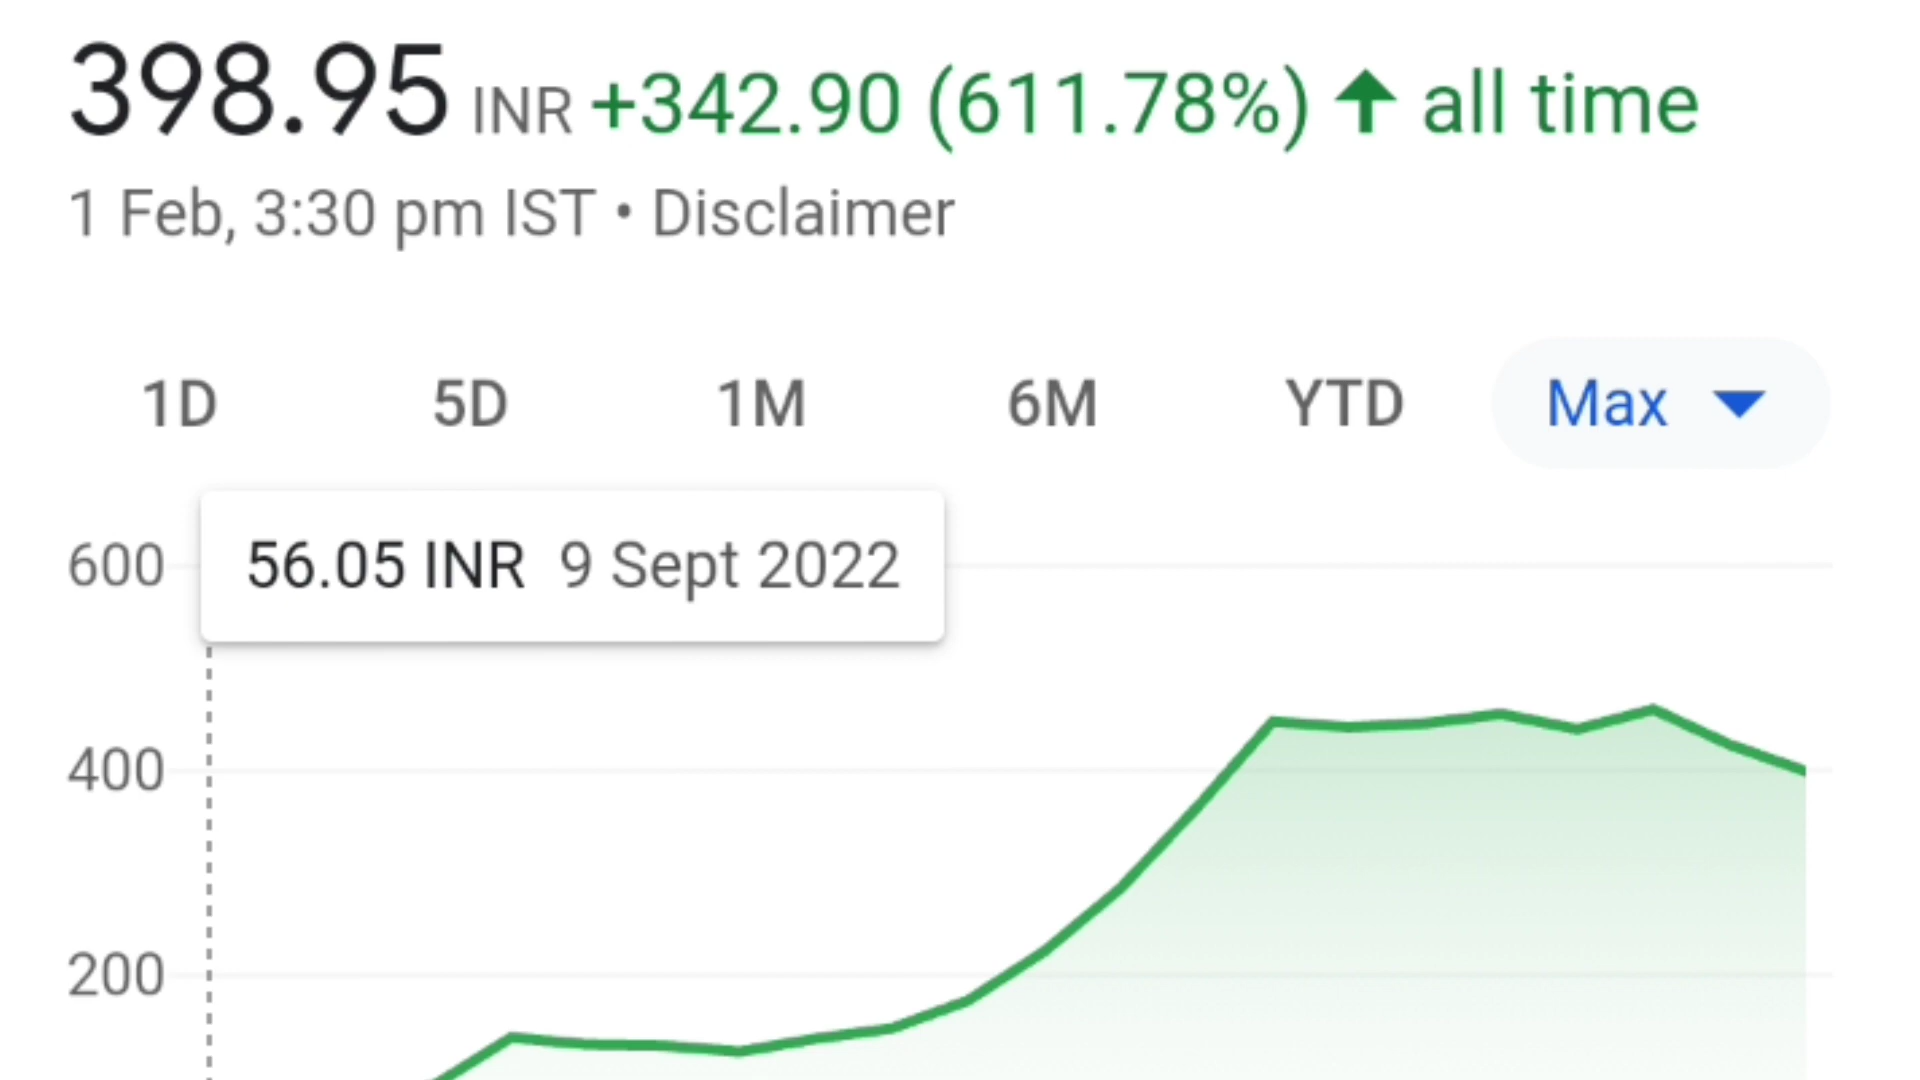 398.95 INR +342.90 (611.78%) ↑ all time
1 Feb, 3:30 pm IST • Disclaimer
1D 5D 1M 6M YTD Max
600 56.05 INR 9 Sept 2022
400
200